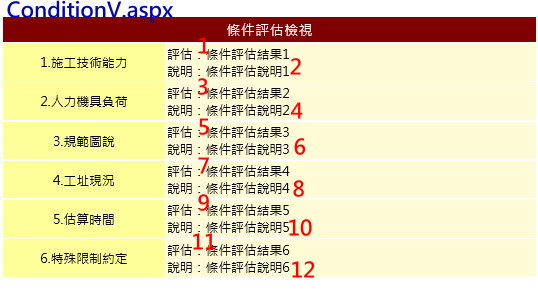 ConditionV.aspx
條件評估檢視
1.施工技術能力
評估：條件評估結果1
1
說明：條件評估說明1
2
2.人力機具負荷
評估：條件評估結果2
3
說明：條件評估說明2
4
3.規範圖說
評估：條件評估結果3
5
說明：條件評估說明3
6
4.工址現況
評估：條件評估結果4
7
說明：條件評估說明4
8
5.估算時間
評估：條件評估結果5
9
說明：條件評估說明5
10
6.特殊限制約定
評估：條件評估結果6
11
說明：條件評估說明6
12